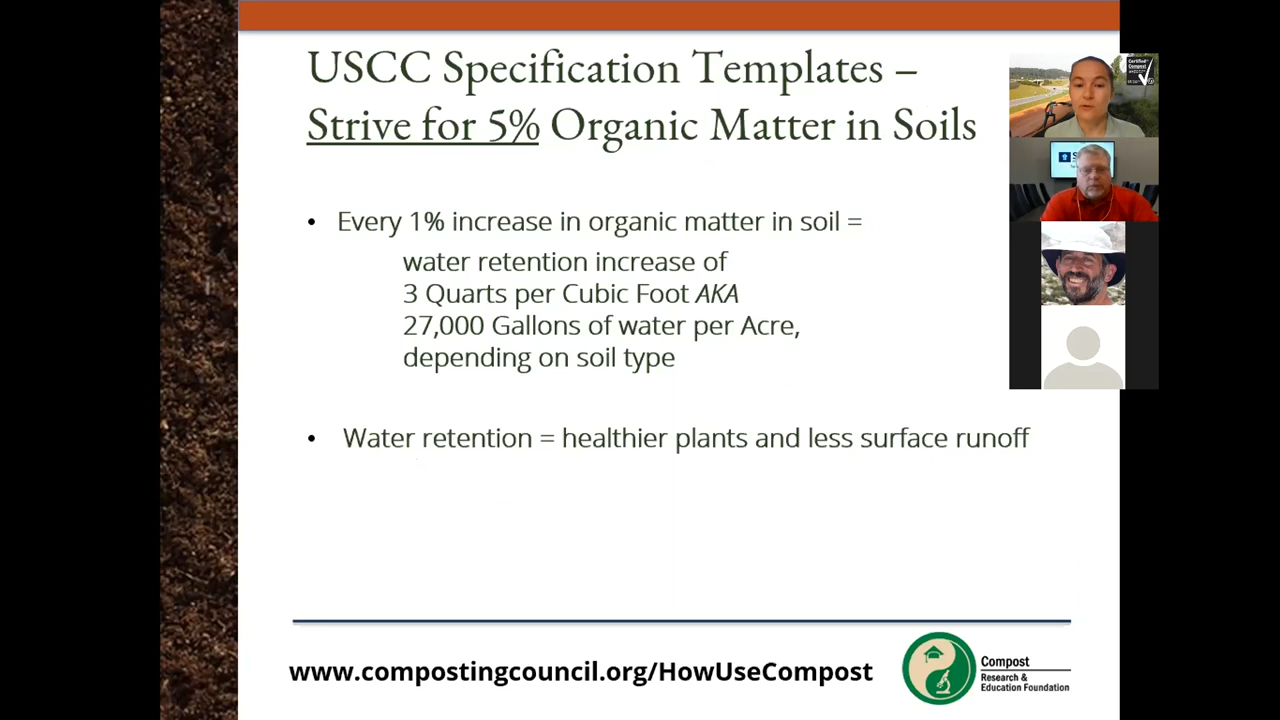 USCC Specification Templates –
Strive for 5% Organic Matter in Soils
• Every 1% increase in organic matter in soil =
water retention increase of
3 Quarts per Cubic Foot AKA
27,000 Gallons of water per Acre,
depending on soil type
• Water retention = healthier plants and less surface runoff
www.compostingcouncil.org/HowUseCompost
Compost
Research &
Education Foundation
Certified
Compost